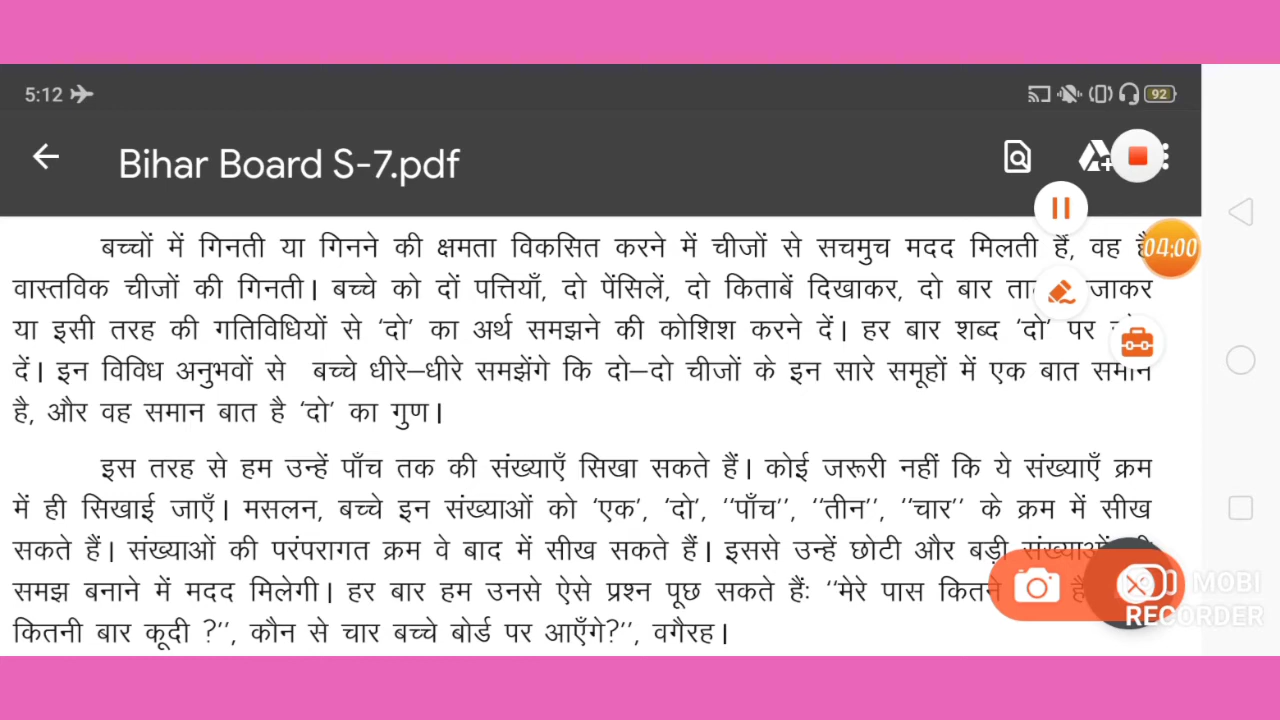 5:12
92
Bihar Board S-7.pdf
04:00
बच्चों में गिनती या गिनने की क्षमता विकसित करने में चीजों से सचमुच मदद मिलती हैं, वह है
वास्तविक चीजों की गिनती। बच्चे को दों पत्तियाँ, दो पेंसिलें, दो किताबें दिखाकर, दो बार
या इसी तरह की गतिविधियों से ‘दो’ का अर्थ समझने की कोशिश करने दें। हर बार शब्द ‘दो’ पर
दें। इन विविध अनुभवों से बच्चे धीरे–धीरे समझेंगे कि दो–दो चीजों के इन सारे समूहों में एक बात समान
है, और वह समान बात है ‘दो’ का गुण।
इस तरह से हम उन्हें पाँच तक की संख्याएँ सिखा सकते हैं। कोई जरूरी नहीं कि ये संख्याएँ क्रम
में ही सिखाई जाएँ। मसलन, बच्चे इन संख्याओं को ‘एक’, ‘दो’, ‘‘पाँच’’, ‘‘तीन’’, ‘‘चार’’ के क्रम में सीख
सकते हैं। संख्याओं की परंपरागत क्रम वे बाद में सीख सकते हैं। इससे उन्हें छोटी और बड़ी संख्याओं
समझ बनाने में मदद मिलेगी। हर बार हम उनसे ऐसे प्रश्न पूछ सकते हैंः ‘‘मेरे पास कितने
कितनी बार कूदी ?’’, कौन से चार बच्चे बोर्ड पर आएँगे?’’, वगैरह।
MOBI
RECORDER